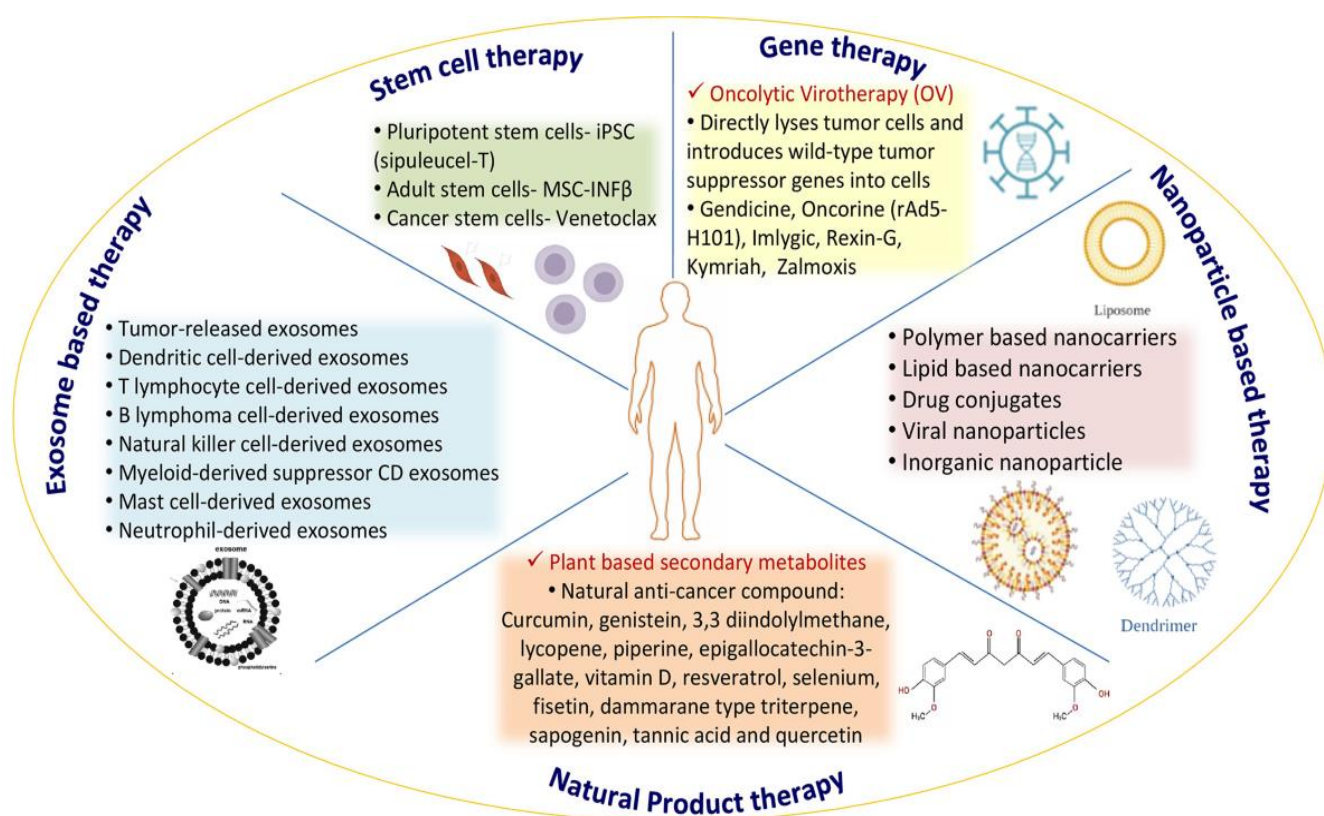 Stem cell therapy
• Pluripotent stem cells- iPSC
(sipuleucel-T)
• Adult stem cells- MSC-INFβ
• Cancer stem cells- Venetoclax
Gene therapy
✓ Oncolytic Virotherapy (OV)
• Directly lyses tumor cells and
introduces wild-type tumor
suppressor genes into cells
• Gendicine, Oncorine (rAd5-
H101), Imlygic, Rexin-G,
Kymriah, Zalmoxis
Nanoparticle based therapy
Liposome
• Polymer based nanocarriers
• Lipid based nanocarriers
• Drug conjugates
• Viral nanoparticles
• Inorganic nanoparticle
Dendrimer
Exosome based therapy
• Tumor-released exosomes
• Dendritic cell-derived exosomes
• T lymphocyte cell-derived exosomes
• B lymphoma cell-derived exosomes
• Natural killer cell-derived exosomes
• Myeloid-derived suppressor CD exosomes
• Mast cell-derived exosomes
• Neutrophil-derived exosomes
exosome
DNA
protein
mRNA
RNA
phosphatidylserine
✓ Plant based secondary metabolites
• Natural anti-cancer compound:
Curcumin, genistein, 3,3 diindolylmethane,
lycopene, piperine, epigallocatechin-3-
gallate, vitamin D, resveratrol, selenium,
fisetin, dammarane type triterpene,
sapogenin, tannic acid and quercetin
O O
HO OH
H₃C O O CH₃
Natural Product therapy